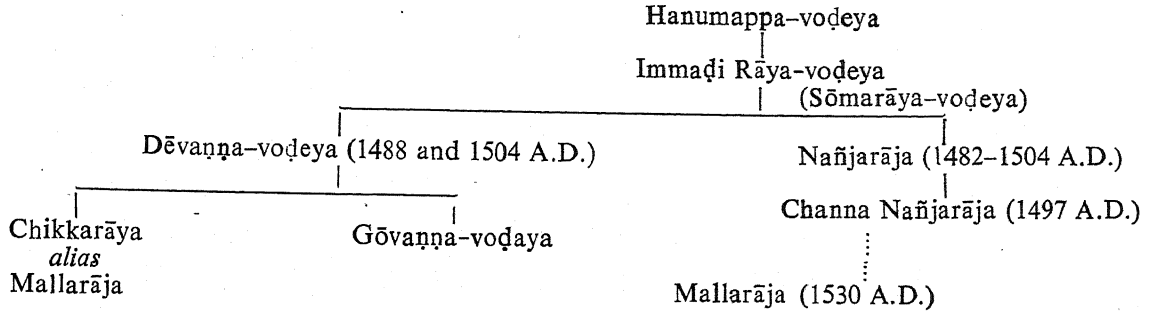 Hanumappa–voḍeya
Immaḍi Rāya-voḍeya
(Sōmarāya–voḍeya)
Dēvaṇṇa–voḍeya (1488 and 1504 A.D.)
Nañjarāja (1482–1504 A.D.)
Channa Nañjarāja (1497 A.D.)
Chikkarāya
alias
Mallarāja
Gōvaṇṇa–voḍaya
Mallarāja (1530 A.D.)